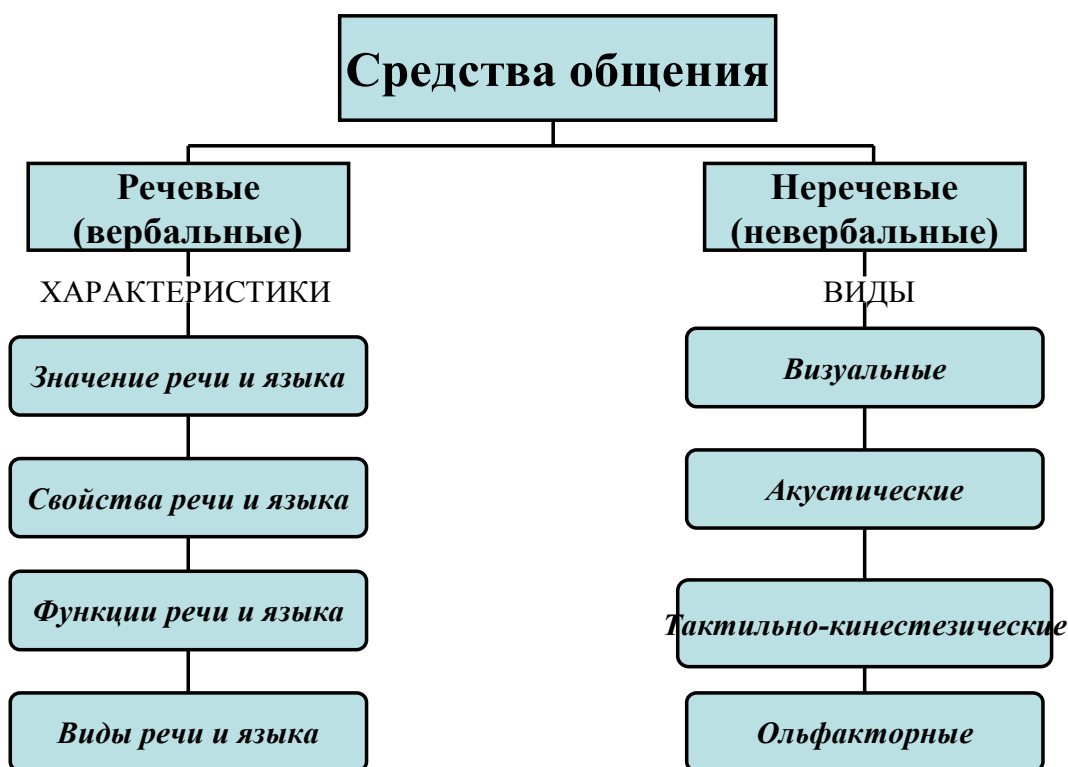 Средства общения
Речевые
(вербальные)
Неречевые
(невербальные)
ХАРАКТЕРИСТИКИ
ВИДЫ
Значение речи и языка
Визуальные
Свойства речи и языка
Акустические
Функции речи и языка
Тактильно-кинестезические
Виды речи и языка
Ольфакторные